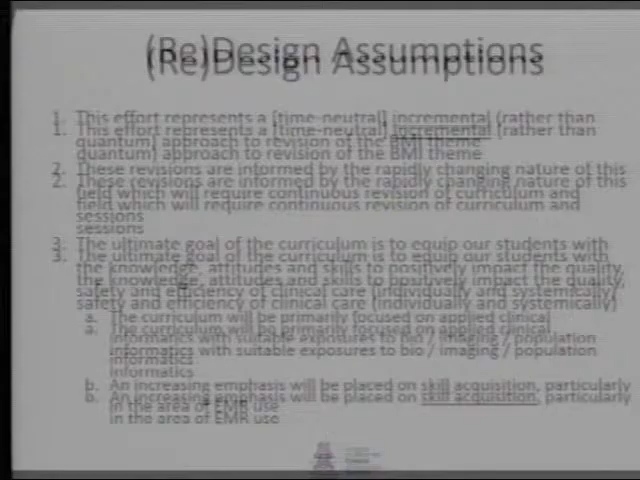 (Re)Design Assumptions
1. This effort represents a [time-neutral] incremental (rather than
quantum) approach to revision of the BMI theme
2. These revisions are informed by the rapidly changing nature of this
field which will require continuous revision of curriculum and
sessions
3. The ultimate goal of the curriculum is to equip our students with
the knowledge, attitudes and skills to positively impact the quality,
safety and efficiency of clinical care (individually and systemically)
a. The curriculum will be primarily focused on applied clinical
informatics with suitable exposures to bio / imaging / population
informatics
b. An increasing emphasis will be placed on skill acquisition, particularly
in the area of EMR use